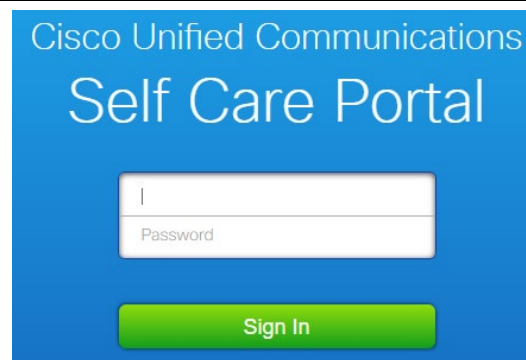 Cisco Unified Communications
Self Care Portal
Password
Sign In